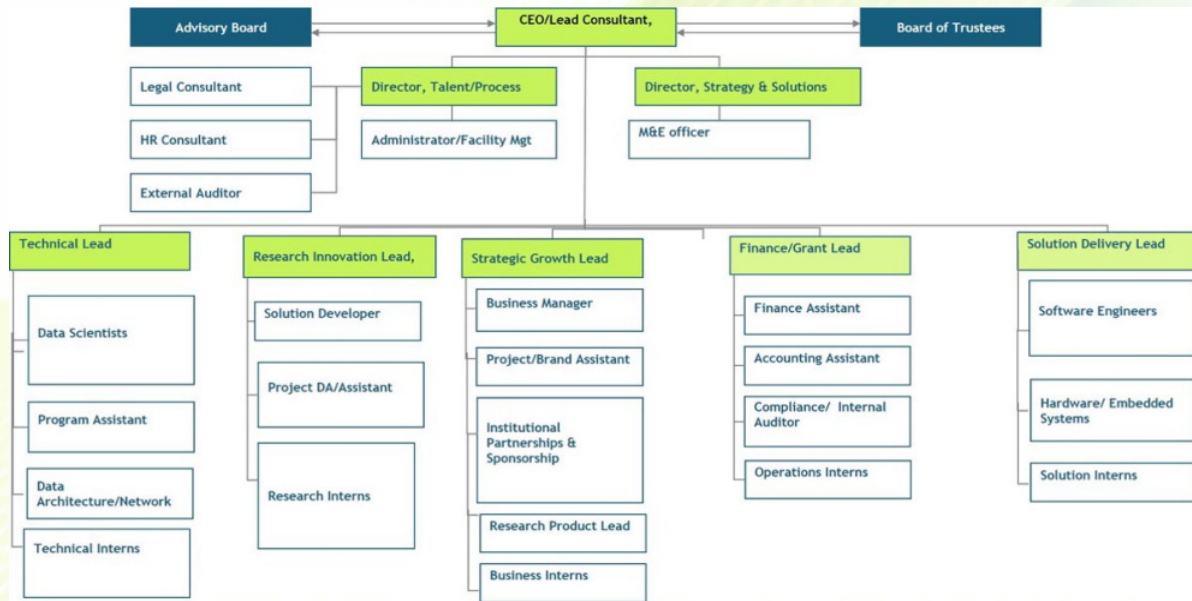 Advisory Board
CEO/Lead Consultant,
Board of Trustees
Legal Consultant
Director, Talent/Process
Director, Strategy & Solutions
HR Consultant
Administrator/Facility Mgt
M&E officer
External Auditor
Technical Lead
Data Scientists
Program Assistant
Data
Architecture/Network
Technical Interns
Research Innovation Lead,
Solution Developer
Project DA/Assistant
Research Interns
Strategic Growth Lead
Business Manager
Project/Brand Assistant
Institutional
Partnerships &
Sponsorship
Research Product Lead
Business Interns
Finance/Grant Lead
Finance Assistant
Accounting Assistant
Compliance/ Internal
Auditor
Operations Interns
Solution Delivery Lead
Software Engineers
Hardware/ Embedded
Systems
Solution Interns